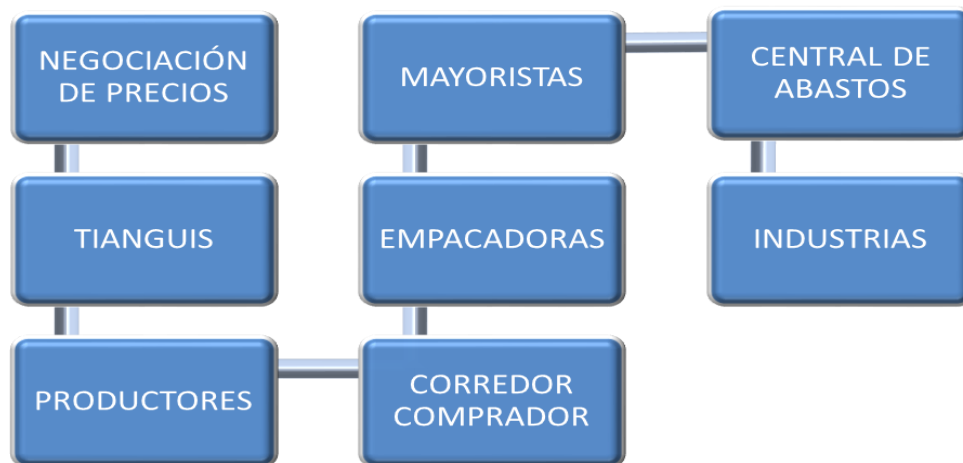 NEGOCIACIÓN
DE PRECIOS
TIANGUIS
PRODUCTORES
CORREDOR
COMPRADOR
EMPACADORAS
MAYORISTAS
CENTRAL DE
ABASTOS
INDUSTRIAS